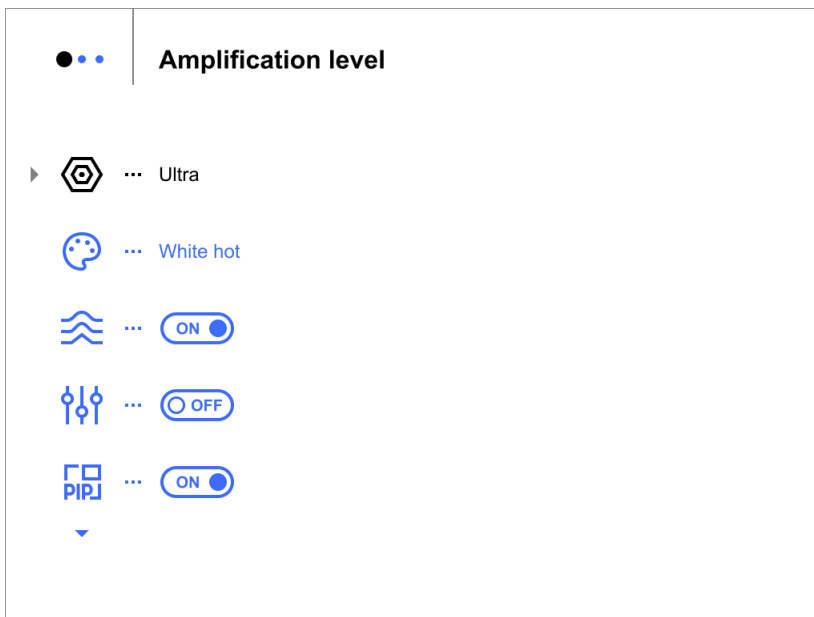 Amplification level
Ultra
White hot
ON
OFF
PIP
ON